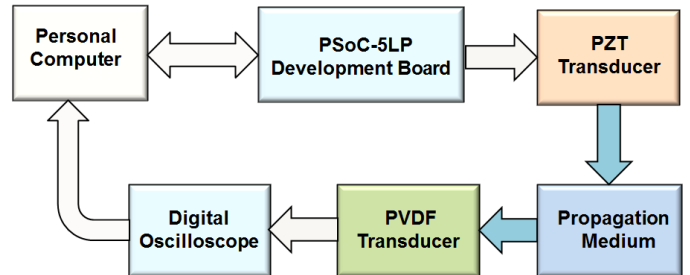 Personal
Computer
PSoC-5LP
Development Board
PZT
Transducer
Digital
Oscilloscope
PVDF
Transducer
Propagation
Medium